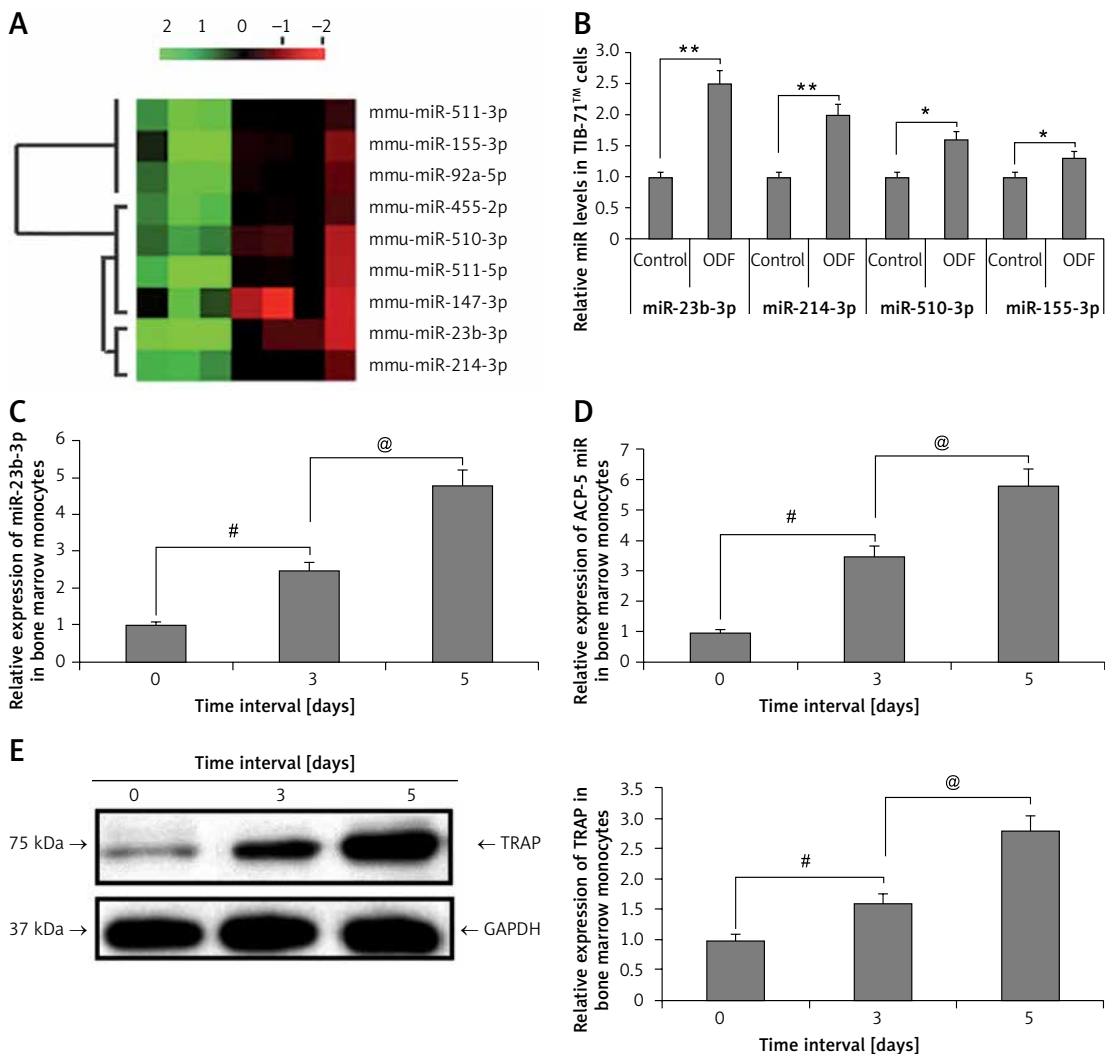 A
2 1 0 −1 −2
mmu-miR-511-3p
mmu-miR-155-3p
mmu-miR-92a-5p
mmu-miR-455-2p
mmu-miR-510-3p
mmu-miR-511-5p
mmu-miR-147-3p
mmu-miR-23b-3p
mmu-miR-214-3p
B
Relative miR levels in TIB-71™ cells
3.0
2.5
2.0
1.5
1.0
0.5
0
** ** * *
Control ODF Control ODF Control ODF Control ODF
miR-23b-3p miR-214-3p miR-510-3p miR-155-3p
C
Relative expression of miR-23b-3p
in bone marrow monocytes
6
5
4
3
2
1
0
# @
0 3 5
Time interval [days]
D
Relative expression of ACP-5 miR
in bone marrow monocytes
7
6
5
4
3
2
1
0
# @
0 3 5
Time interval [days]
E
Time interval [days]
0 3 5
75 kDa → ← TRAP
37 kDa → ← GAPDH
Relative expression of TRAP in
bone marrow monocytes
3.5
3.0
2.5
2.0
1.5
1.0
0.5
0
# @
0 3 5
Time interval [days]